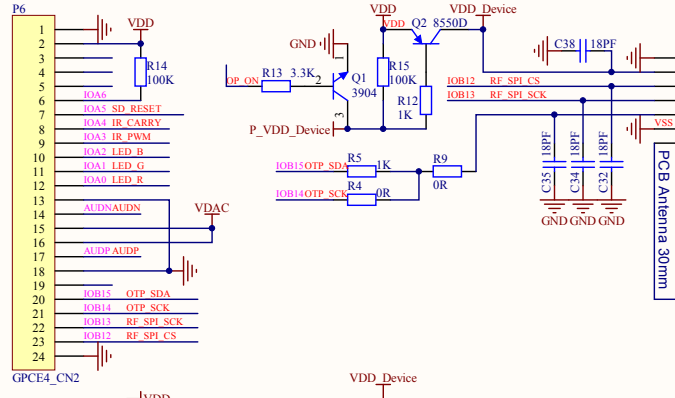 P6
1
2
3
4
5
6
7
8
9
10
11
12
13
14
15
16
17
18
19
20
21
22
23
24
GPCE4_CN2
VDD
R14
100K
IOA6
IOA5 SD_RESET
IOA4 IR_CARRY
IOA3 IR_PWM
IOA2 LED_B
IOA1 LED_G
IOA0 LED_R
AUDN AUDN
VDAC
AUDP AUDP
IOB15 OTP_SDA
IOB14 OTP_SCK
IOB13 RF_SPI_SCK
IOB12 RF_SPI_CS
OP_ON
R13 3.3K
GND
1
2
3
Q1
3904
P_VDD_Device
VDD
VDD
R15
100K
Q2 8550D
R12
1K
VDD_Device
IOB15 OTP_SDA
R5 1K
IOB14 OTP_SCK
R4
0R
R9
0R
C38 18PF
IOB12 RF_SPI_CS
IOB13 RF_SPI_SCK
C35 18PF
C34 18PF
C32 18PF
GND GND GND
VSS
PCB Antenna 30mm
VDD
VDD_Device